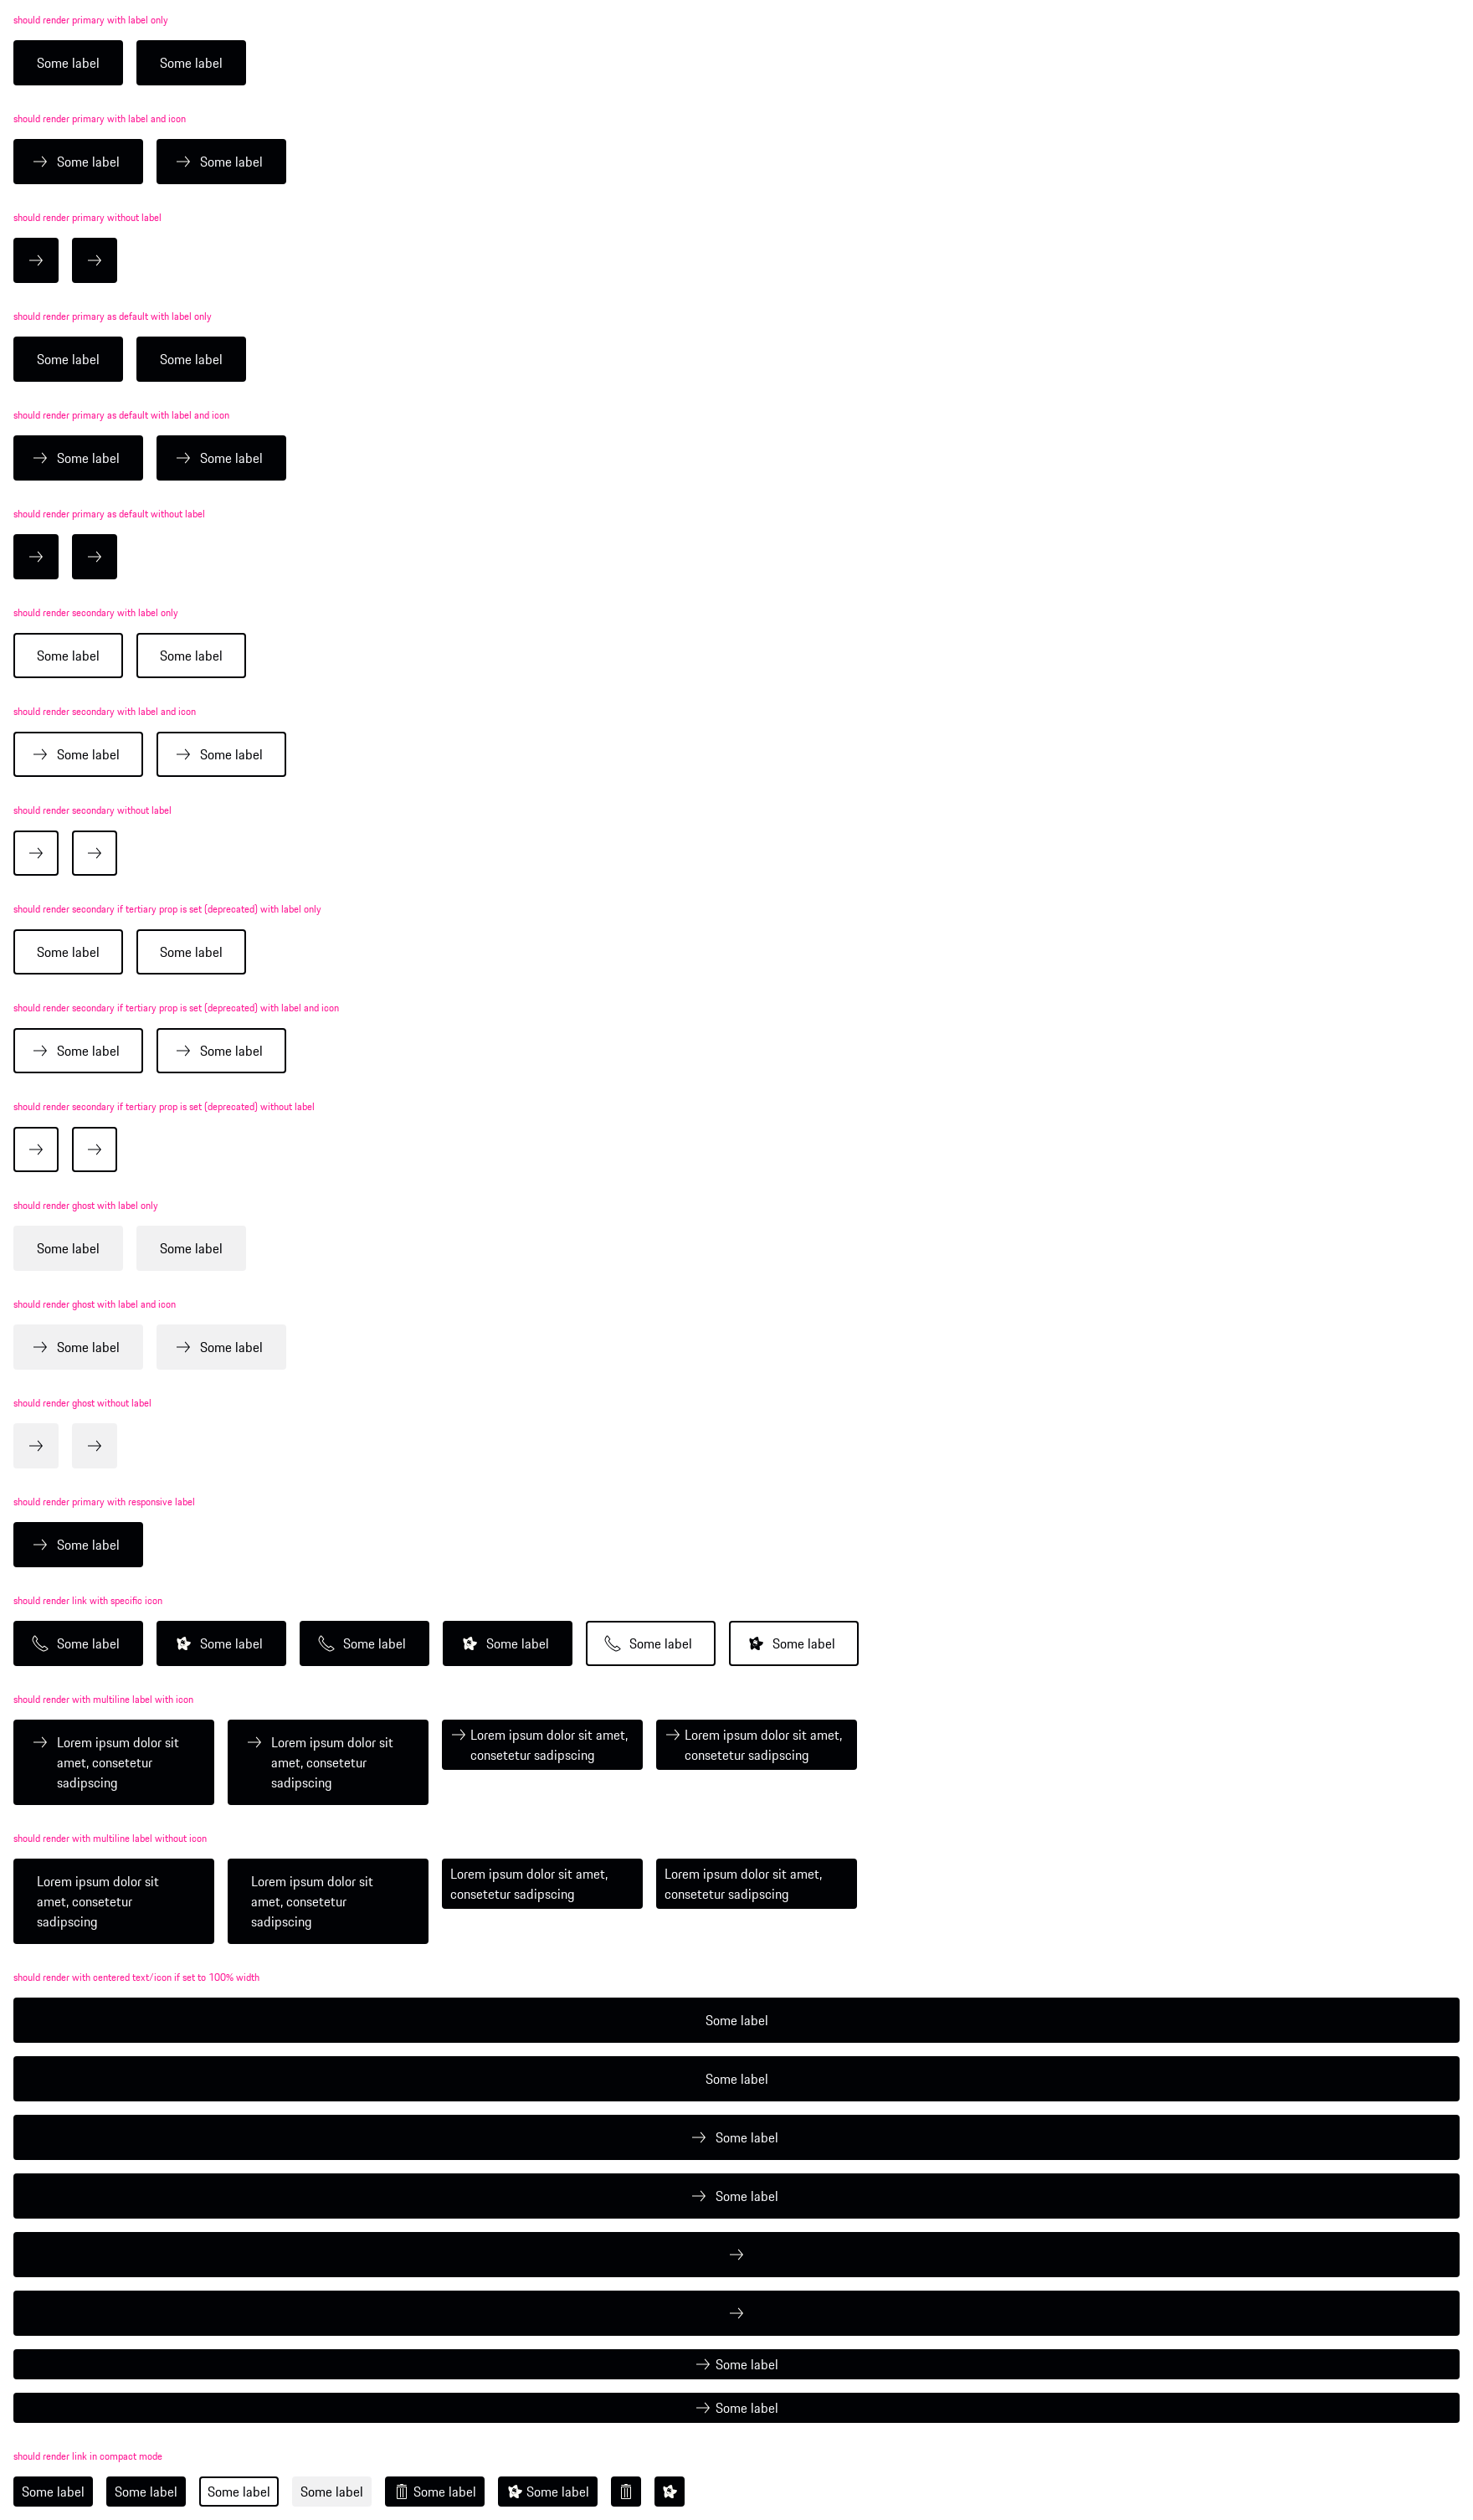 should render primary with label only
Some label Some label
should render primary with label and icon
Some label Some label
should render primary without label
should render primary as default with label only
Some label Some label
should render primary as default with label and icon
Some label Some label
should render primary as default without label
should render secondary with label only
Some label Some label
should render secondary with label and icon
Some label Some label
should render secondary without label
should render secondary if tertiary prop is set (deprecated) with label only
Some label Some label
should render secondary if tertiary prop is set (deprecated) with label and icon
Some label Some label
should render secondary if tertiary prop is set (deprecated) without label
should render ghost with label only
Some label Some label
should render ghost with label and icon
Some label Some label
should render ghost without label
should render primary with responsive label
Some label
should render link with specific icon
Some label Some label Some label Some label Some label Some label
should render with multiline label with icon
Lorem ipsum dolor sit
amet, consetetur
sadipscing
Lorem ipsum dolor sit
amet, consetetur
sadipscing
Lorem ipsum dolor sit amet,
consetetur sadipscing
Lorem ipsum dolor sit amet,
consetetur sadipscing
should render with multiline label without icon
Lorem ipsum dolor sit
amet, consetetur
sadipscing
Lorem ipsum dolor sit
amet, consetetur
sadipscing
Lorem ipsum dolor sit amet,
consetetur sadipscing
Lorem ipsum dolor sit amet,
consetetur sadipscing
should render with centered text/icon if set to 100% width
Some label
Some label
Some label
Some label
Some label
Some label
should render link in compact mode
Some label Some label Some label Some label Some label Some label